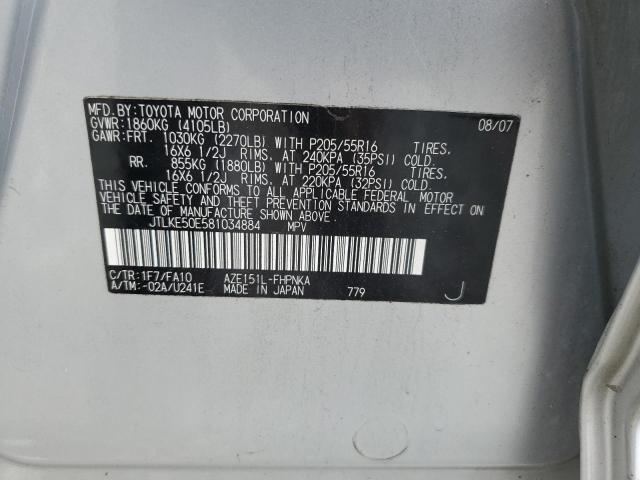 MFD.BY:TOYOTA MOTOR CORPORATION 08/07
GVWR:1860KG (4105LB)
GAWR:FRT. 1030KG (2270LB) WITH P205/55R16 TIRES.
16X6 1/2J RIMS. AT 240KPA (35PSI) COLD.
RR. 855KG (1880LB) WITH P205/55R16 TIRES.
16X6 1/2J RIMS. AT 220KPA (32PSI) COLD.
THIS VEHICLE CONFORMS TO ALL APPLICABLE FEDERAL MOTOR
VEHICLE SAFETY AND THEFT PREVENTION STANDARDS IN EFFECT
ON THE DATE OF MANUFACTURE SHOWN ABOVE.
JTLKE50E581034884 MPV
C/TR:1F7/FA10 AZE151L-FHPNKA
A/TM:-02A/U241E MADE IN JAPAN 779 J